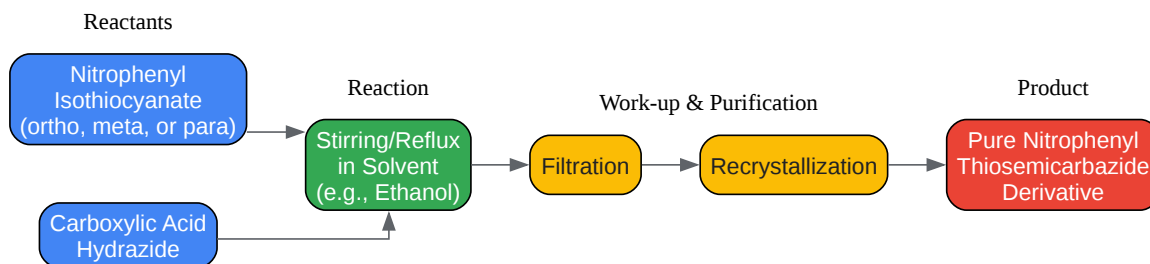 Reactants
Nitrophenyl
Isothiocyanate
(ortho, meta, or para)
Carboxylic Acid
Hydrazide
Reaction
Stirring/Reflux
in Solvent
(e.g., Ethanol)
Work-up & Purification
Filtration
Recrystallization
Product
Pure Nitrophenyl
Thiosemicarbazide
Derivative